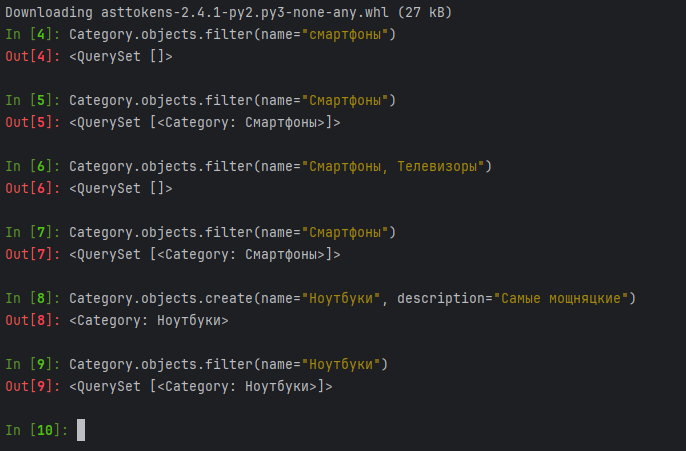 Downloading asttokens-2.4.1-py2.py3-none-any.whl (27 kB)
In [4]: Category.objects.filter(name="смартфоны")
Out[4]: <QuerySet []>
In [5]: Category.objects.filter(name="Смартфоны")
Out[5]: <QuerySet [<Category: Смартфоны>]>
In [6]: Category.objects.filter(name="Смартфоны, Телевизоры")
Out[6]: <QuerySet []>
In [7]: Category.objects.filter(name="Смартфоны")
Out[7]: <QuerySet [<Category: Смартфоны>]>
In [8]: Category.objects.create(name="Ноутбуки", description="Самые мощняцкие")
Out[8]: <Category: Ноутбуки>
In [9]: Category.objects.filter(name="Ноутбуки")
Out[9]: <QuerySet [<Category: Ноутбуки>]>
In [10]: